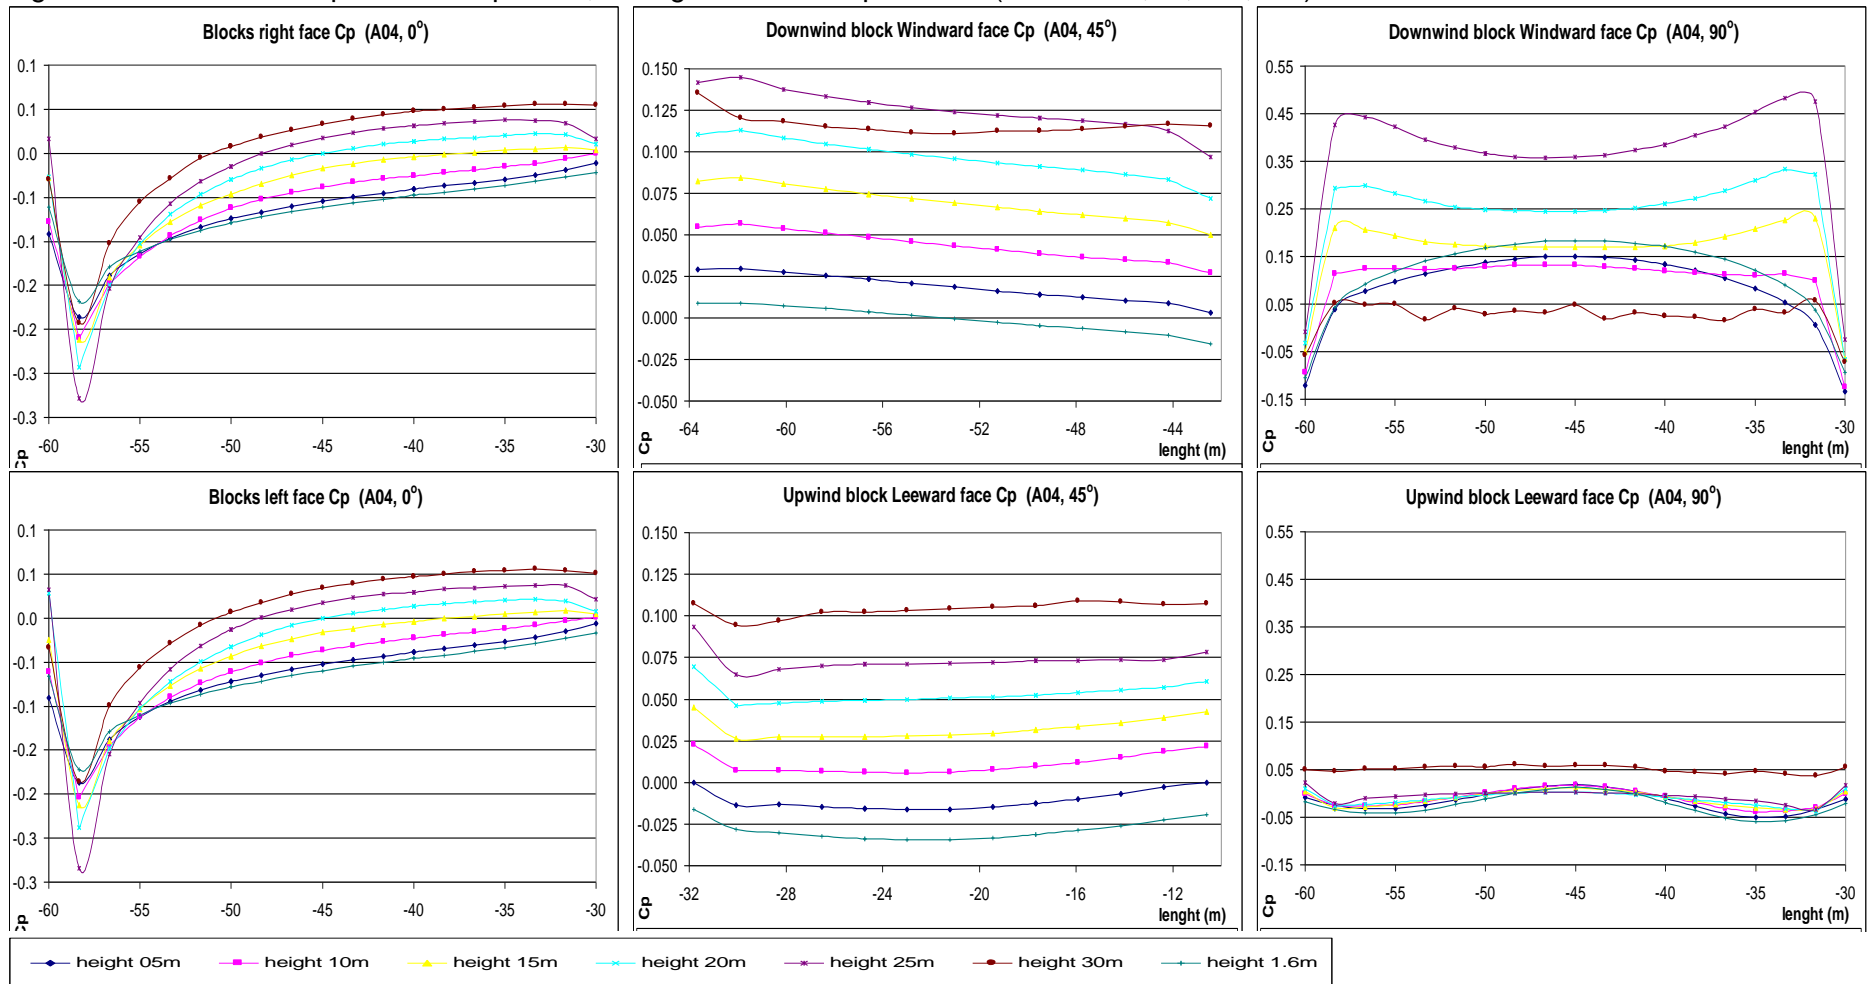 Blocks right face Cp (A04, 0°)
0.1
0.1
0.0
-0.1
-0.1
-0.2
-0.2
-0.3
-0.3
-60 -55 -50 -45 -40 -35 -30
Cp
Downwind block Windward face Cp (A04, 45°)
0.150
0.125
0.100
0.075
0.050
0.025
0.000
-0.025
-0.050
-64 -60 -56 -52 -48 -44
Cp
lenght (m)
Downwind block Windward face Cp (A04, 90°)
0.55
0.45
0.35
0.25
0.15
0.05
-0.05
-0.15
-60 -55 -50 -45 -40 -35 -30
Cp
lenght (m)
Blocks left face Cp (A04, 0°)
0.1
0.1
0.0
-0.1
-0.1
-0.2
-0.2
-0.3
-0.3
-60 -55 -50 -45 -40 -35 -30
Cp
Upwind block Leeward face Cp (A04, 45°)
0.150
0.125
0.100
0.075
0.050
0.025
0.000
-0.025
-0.050
-32 -28 -24 -20 -16 -12
Cp
lenght (m)
Upwind block Leeward face Cp (A04, 90°)
0.55
0.45
0.35
0.25
0.15
0.05
-0.05
-0.15
-60 -55 -50 -45 -40 -35 -30
Cp
lenght (m)
height 05m height 10m height 15m height 20m height 25m height 30m height 1.6m